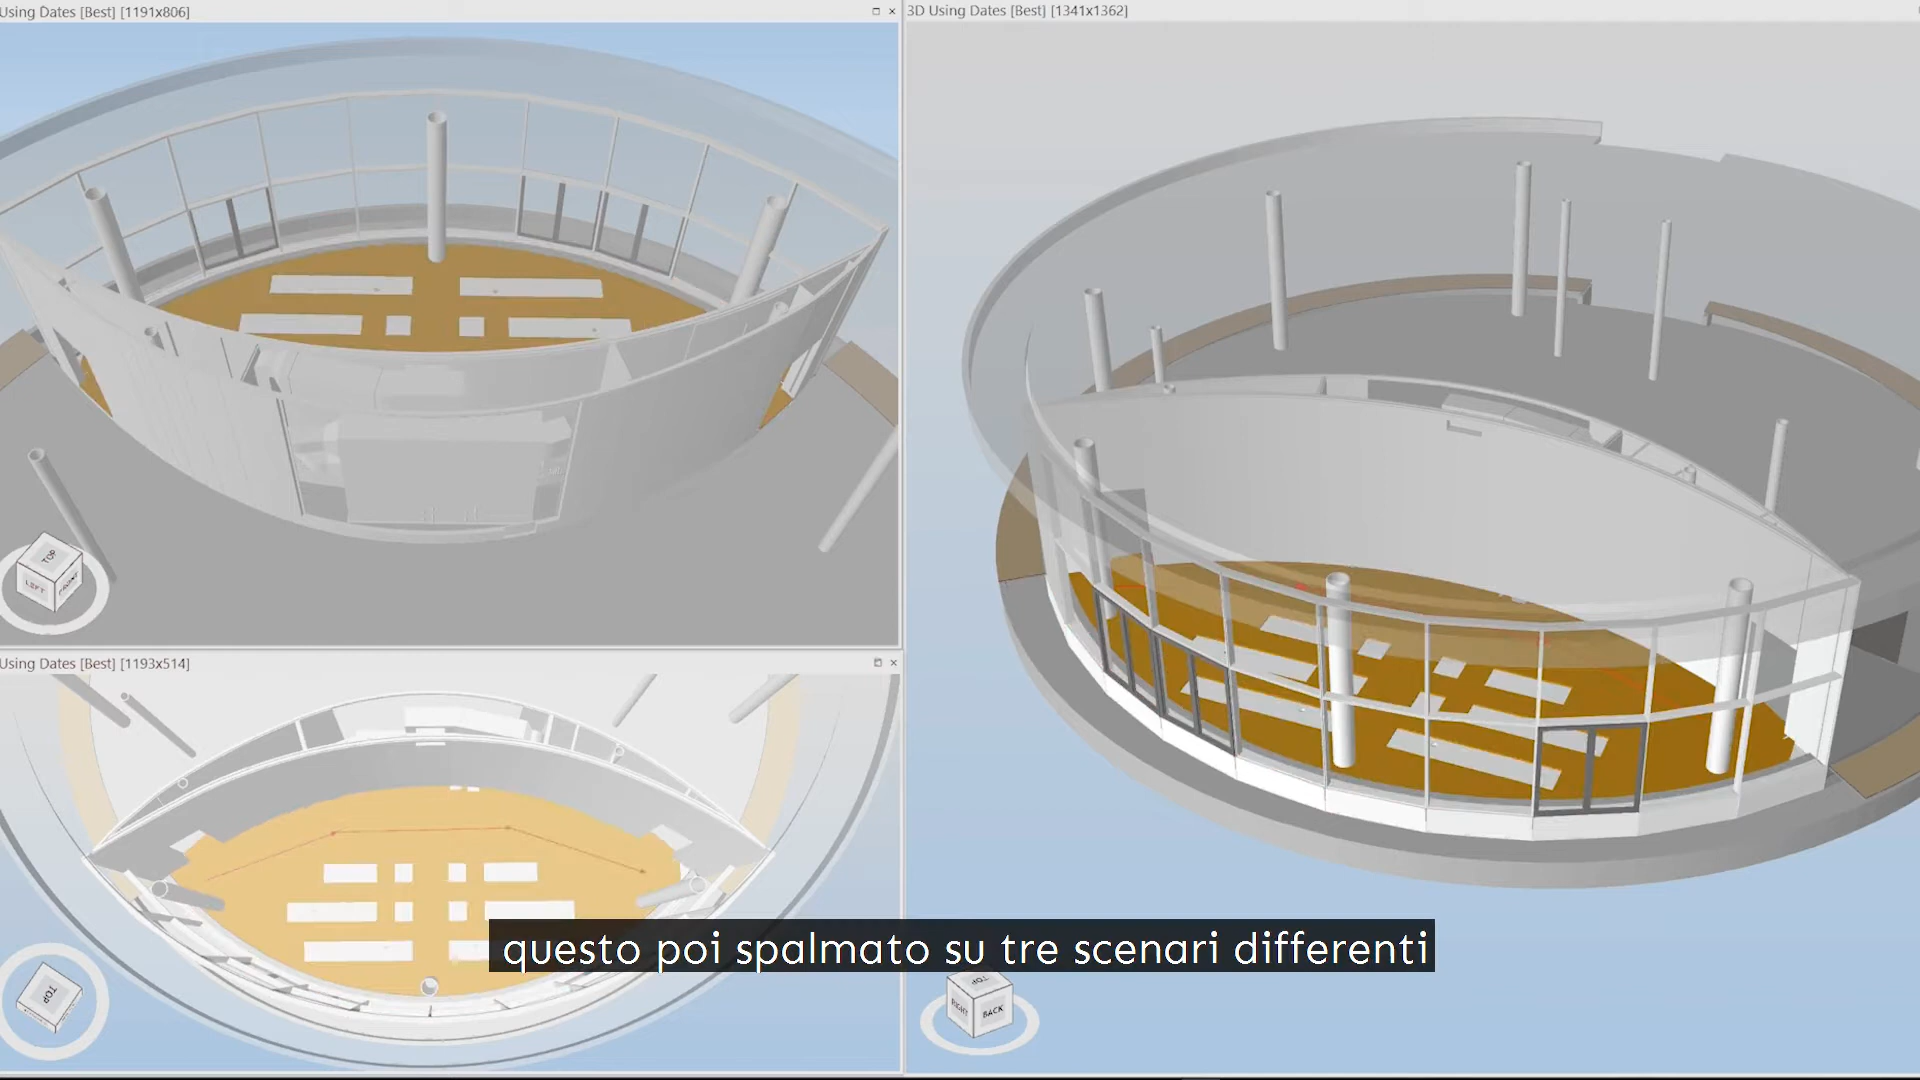 Using Dates [Best] [1191x806]
3D Using Dates [Best] [1341x1362]
TOP
LEFT
FRONT
Using Dates [Best] [1193x514]
TOP
questo poi spalmato su tre scenari differenti
TOP
RIGHT
BACK